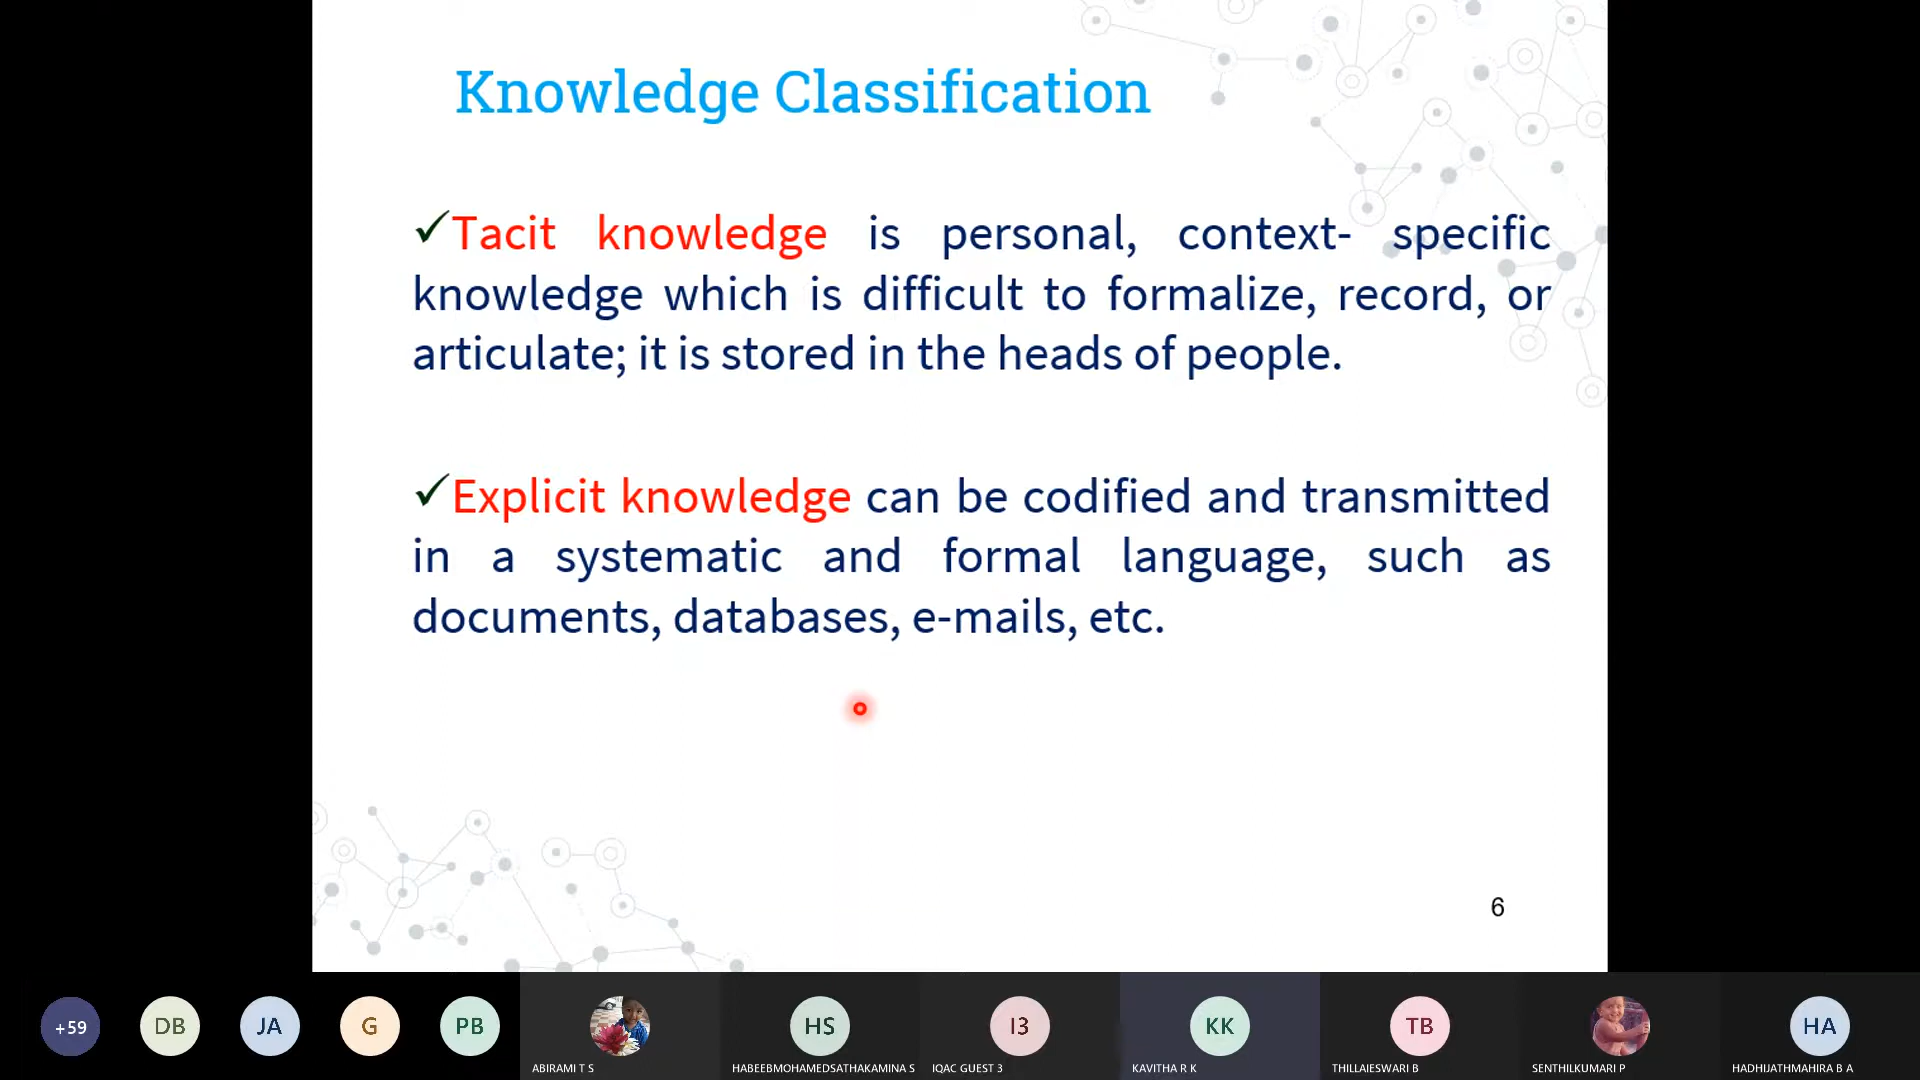 Knowledge Classification
✓Tacit knowledge is personal, context- specific
knowledge which is difficult to formalize, record, or
articulate; it is stored in the heads of people.
✓Explicit knowledge can be codified and transmitted
in a systematic and formal language, such as
documents, databases, e-mails, etc.
6
+59 DB JA G PB HS I3 KK TB HA
ABIRAMI T S HABEEBMOHAMEDSATHAKAMINA S IQAC GUEST 3 KAVITHA R K THILLAIESWARI B SENTHILKUMARI P HADHIJATHMAHIRA B A